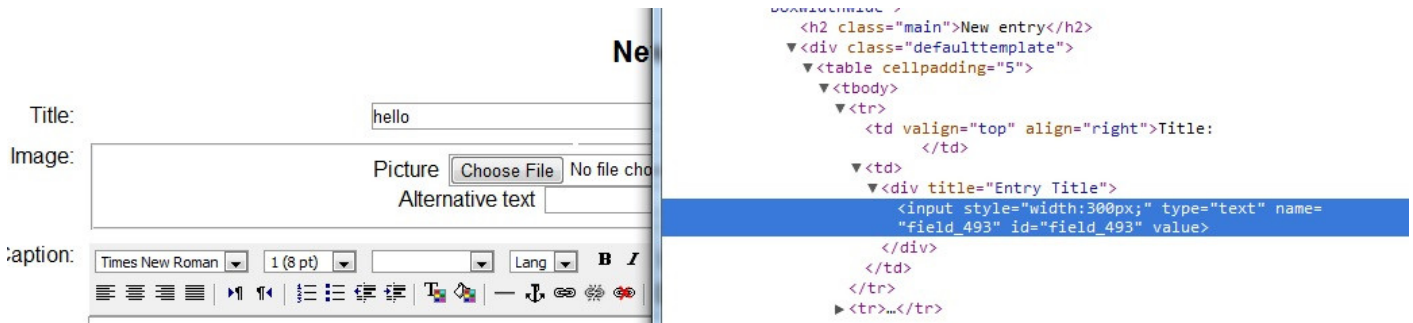 Ne
Title:
hello
Image:
Picture Choose File No file cho
Alternative text
aption:
Times New Roman 1 (8 pt) Lang B I
<h2 class="main">New entry</h2>
▼<div class="defaulttemplate">
▼<table cellpadding="5">
▼<tbody>
▼<tr>
<td valign="top" align="right">Title:
</td>
▼<td>
▼<div title="Entry Title">
<input style="width:300px;" type="text" name=
"field_493" id="field_493" value>
</div>
</td>
</tr>
▶<tr>…</tr>